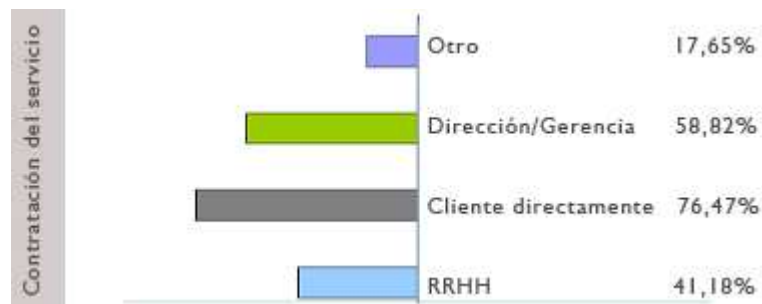 Contratación del servicio
Otro 17,65%
Dirección/Gerencia 58,82%
Cliente directamente 76,47%
RRHH 41,18%